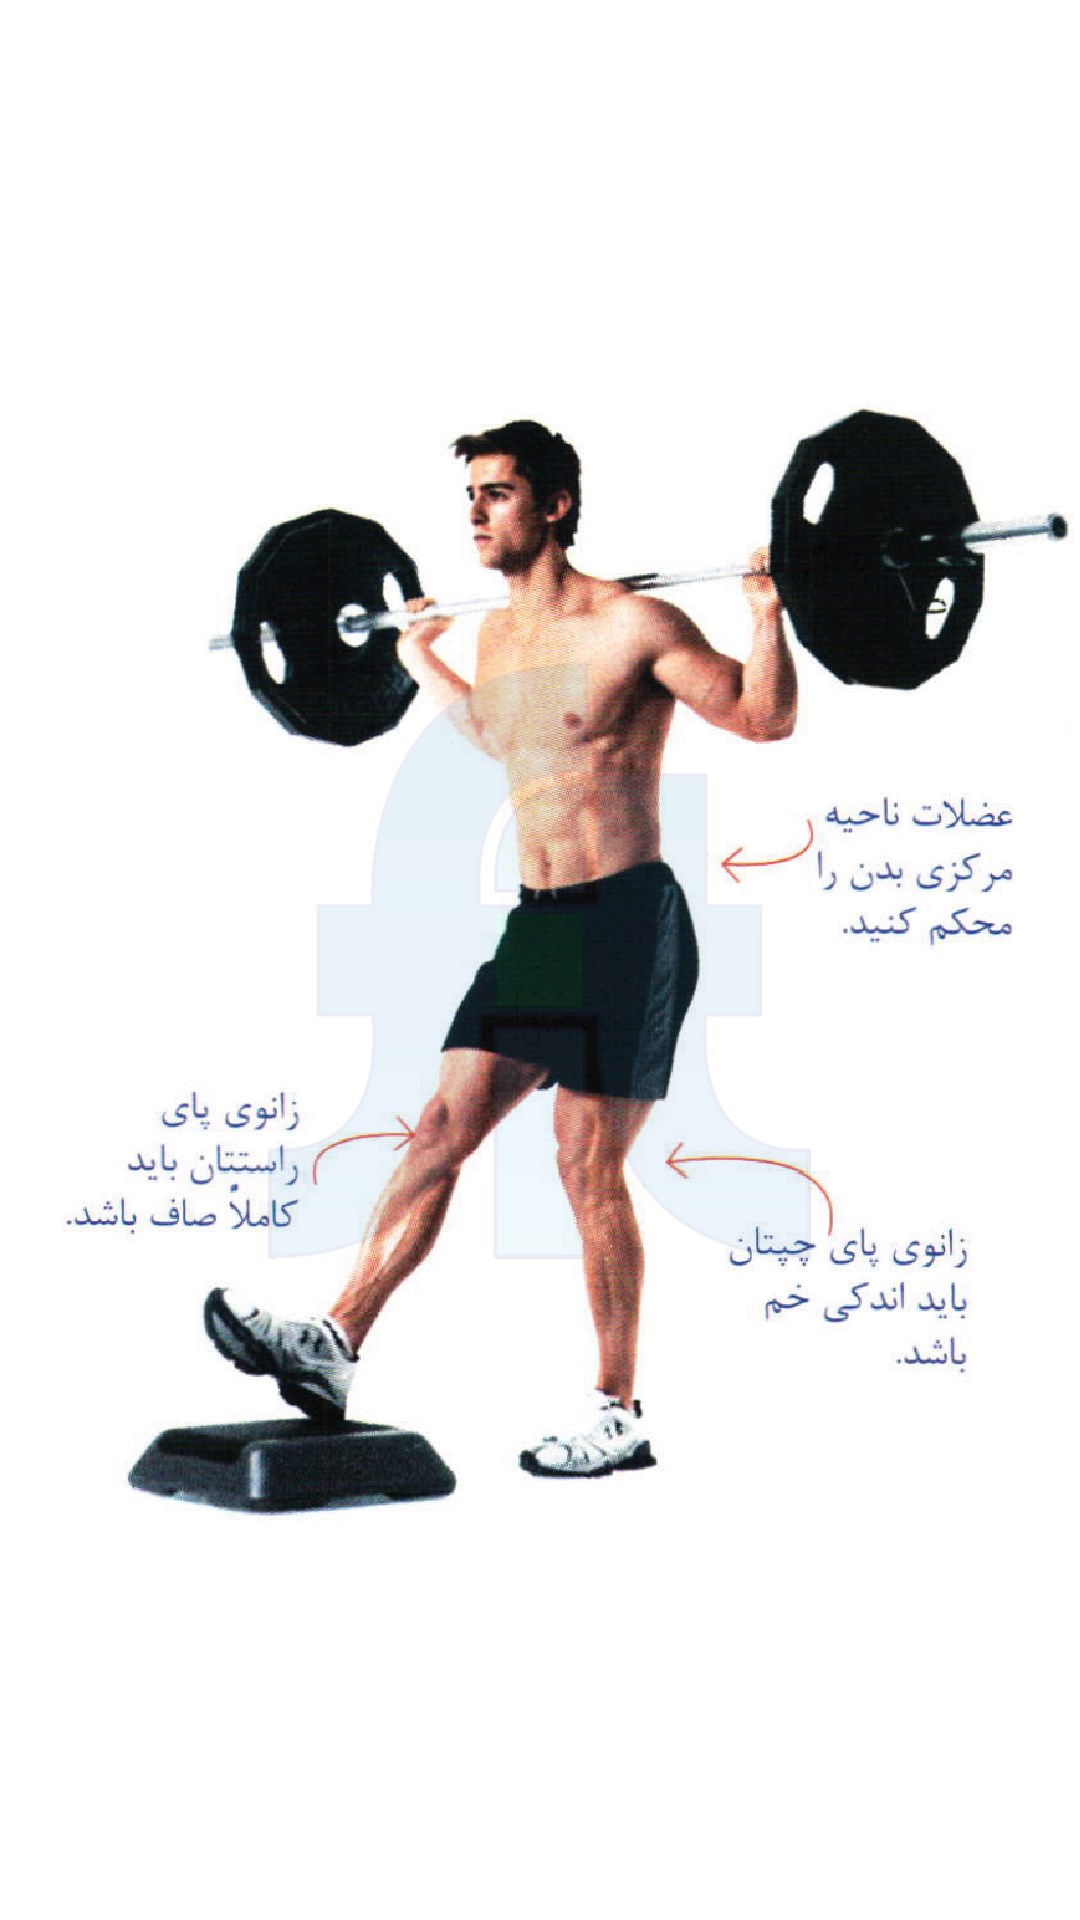 عضلات ناحیه
مرکزی بدن را
محکم کنید.
زانوی پای
راستتان باید
کاملاً صاف باشد.
زانوی پای چپتان
باید اندکی خم
باشد.